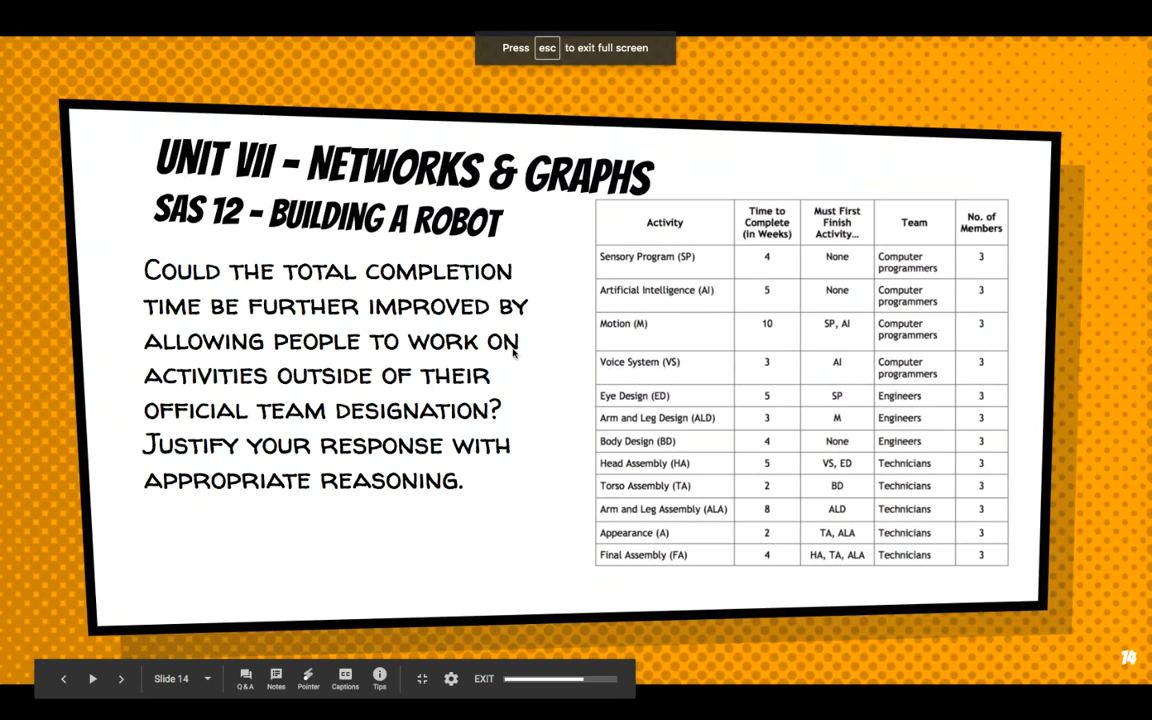 Press esc to exit full screen
UNIT VII - NETWORKS & GRAPHS
SAS 12 - BUILDING A ROBOT
COULD THE TOTAL COMPLETION
TIME BE FURTHER IMPROVED BY
ALLOWING PEOPLE TO WORK ON
ACTIVITIES OUTSIDE OF THEIR
OFFICIAL TEAM DESIGNATION?
JUSTIFY YOUR RESPONSE WITH
APPROPRIATE REASONING.
Activity Time to Complete (in Weeks) Must First Finish Activity... Team No. of Members
Sensory Program (SP) 4 None Computer programmers 3
Artificial Intelligence (AI) 5 None Computer programmers 3
Motion (M) 10 SP, AI Computer programmers 3
Voice System (VS) 3 AI Computer programmers 3
Eye Design (ED) 5 SP Engineers 3
Arm and Leg Design (ALD) 3 M Engineers 3
Body Design (BD) 4 None Engineers 3
Head Assembly (HA) 5 VS, ED Technicians 3
Torso Assembly (TA) 2 BD Technicians 3
Arm and Leg Assembly (ALA) 8 ALD Technicians 3
Appearance (A) 2 TA, ALA Technicians 3
Final Assembly (FA) 4 HA, TA, ALA Technicians 3
14
Slide 14 Q&A Notes Pointer Captions Tips EXIT